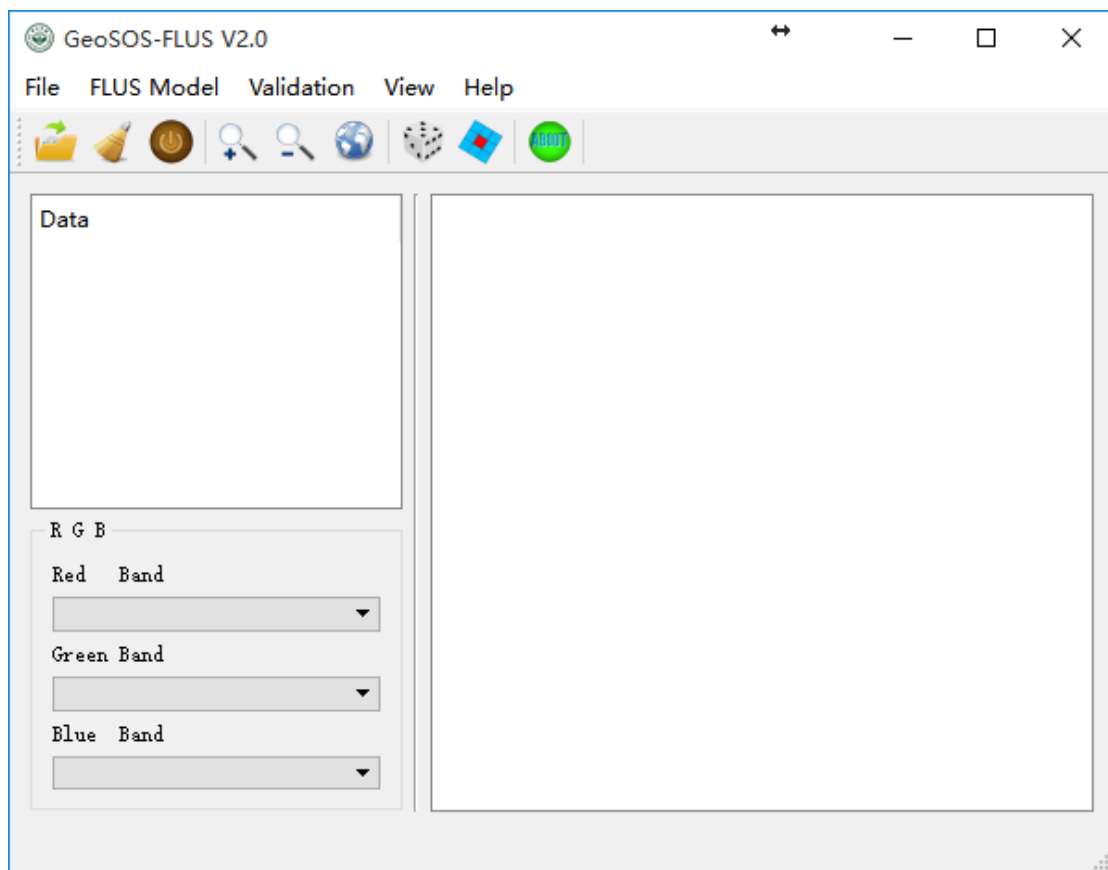 GeoSOS-FLUS V2.0
File FLUS Model Validation View Help
ABOUT
Data
R G B
Red Band
Green Band
Blue Band